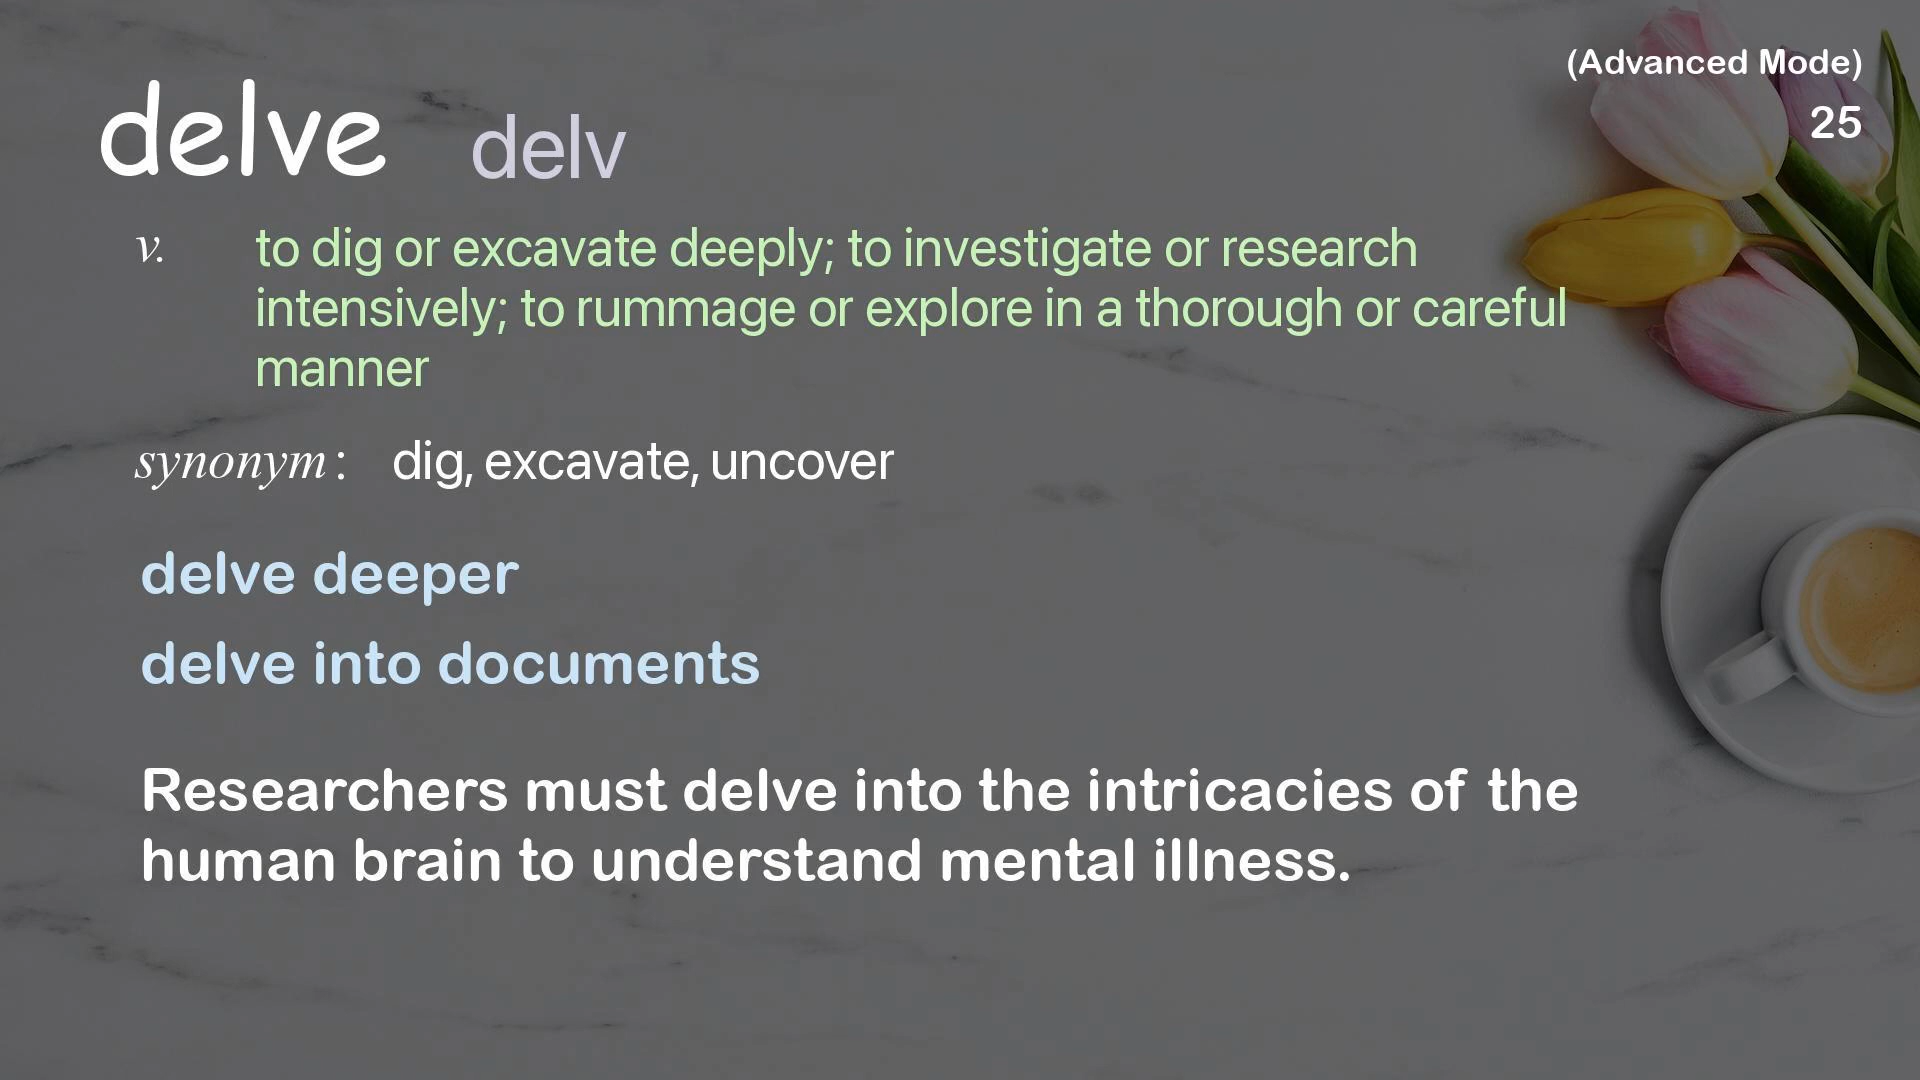 (Advanced Mode)
25
delve delv
v. to dig or excavate deeply; to investigate or research
intensively; to rummage or explore in a thorough or careful
manner
synonym: dig, excavate, uncover
delve deeper
delve into documents
Researchers must delve into the intricacies of the
human brain to understand mental illness.